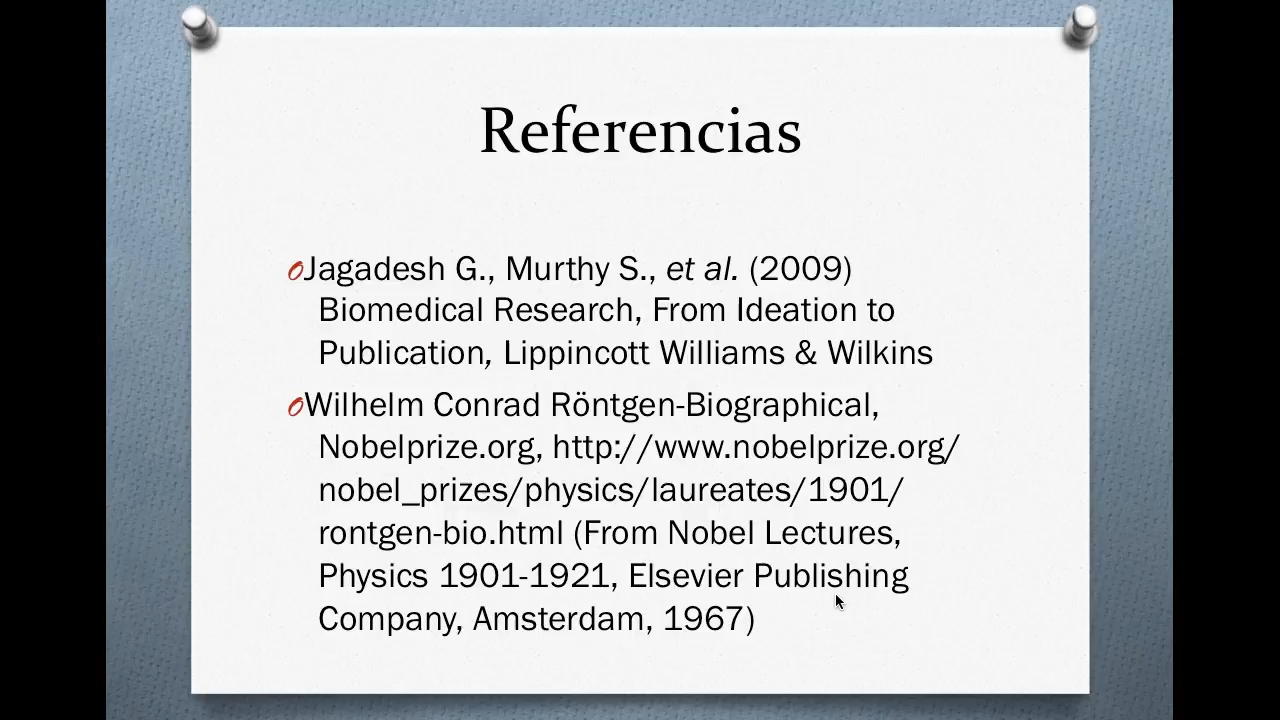 Referencias
Jagadesh G., Murthy S., et al. (2009)
Biomedical Research, From Ideation to
Publication, Lippincott Williams & Wilkins
Wilhelm Conrad Röntgen-Biographical,
Nobelprize.org, http://www.nobelprize.org/
nobel_prizes/physics/laureates/1901/
rontgen-bio.html (From Nobel Lectures,
Physics 1901-1921, Elsevier Publishing
Company, Amsterdam, 1967)